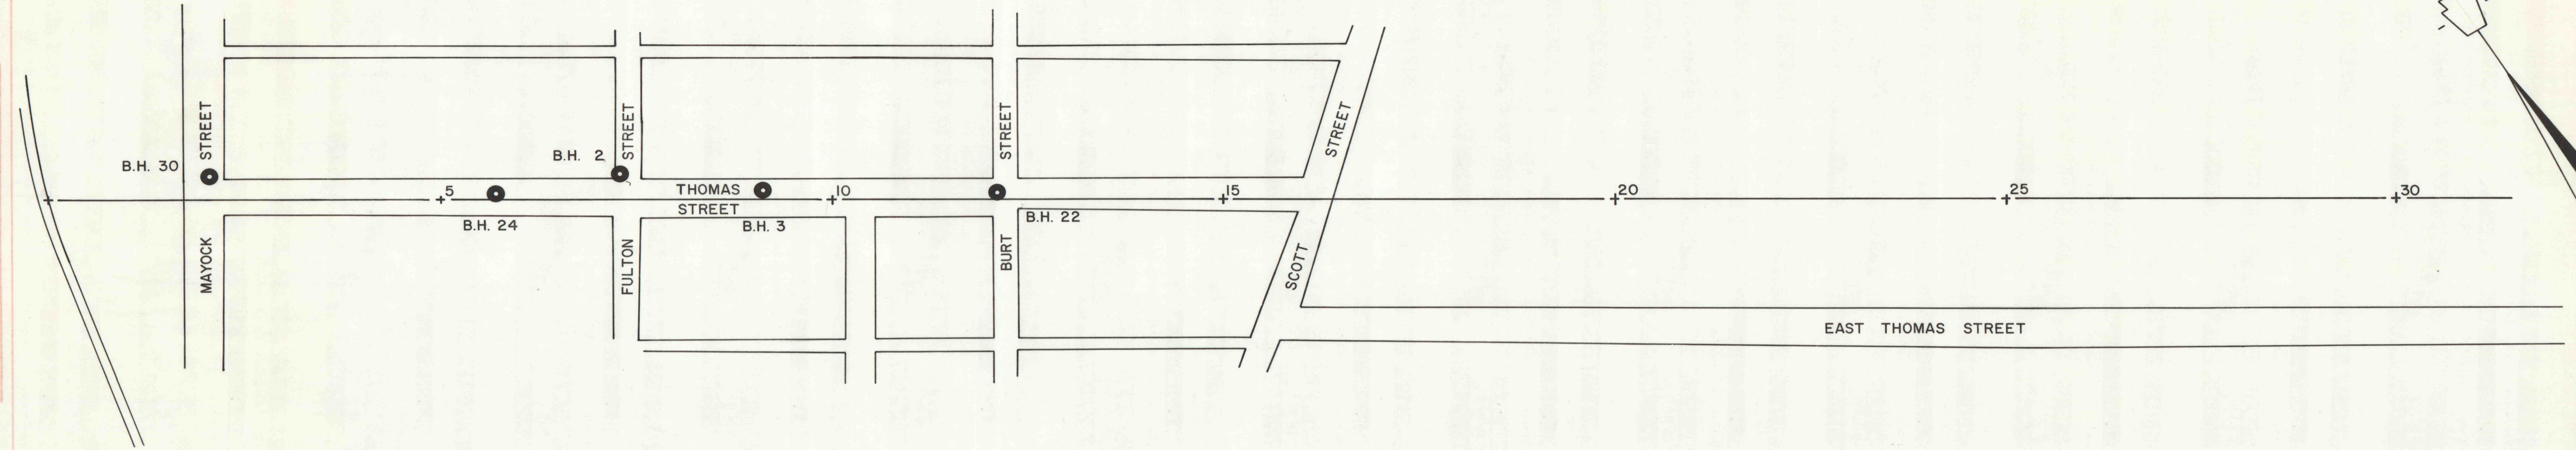 B.H. 30
MAYOCK STREET
5
B.H. 24
B.H. 2
FULTON STREET
THOMAS
STREET
B.H. 3
10
BURT STREET
B.H. 22
15
SCOTT STREET
20
25
30
EAST THOMAS STREET